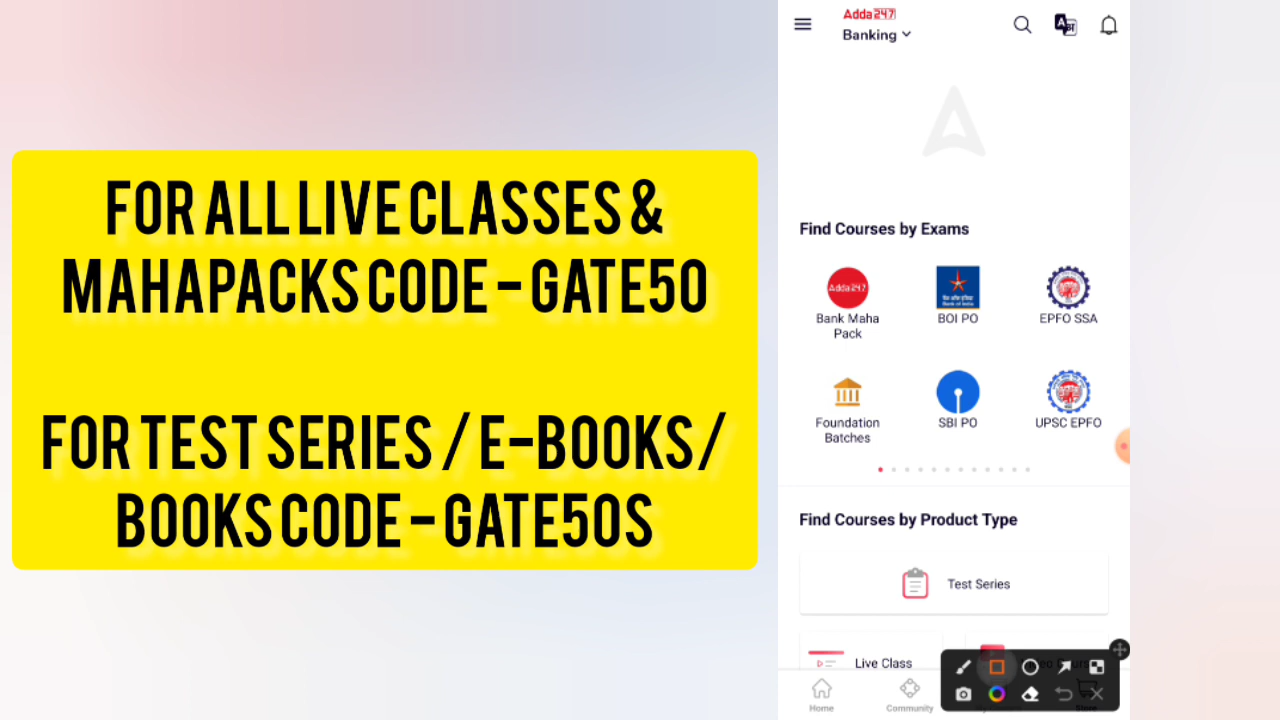 FOR ALL LIVE CLASSES &
MAHAPACKS CODE - GATE50
FOR TEST SERIES / E-BOOKS /
BOOKS CODE - GATE50S
Adda247
Banking
Find Courses by Exams
Adda247
Bank Maha
Pack
BOI PO
EPFO SSA
Foundation
Batches
SBI PO
UPSC EPFO
Find Courses by Product Type
Test Series
Live Class
Home
Community
Store